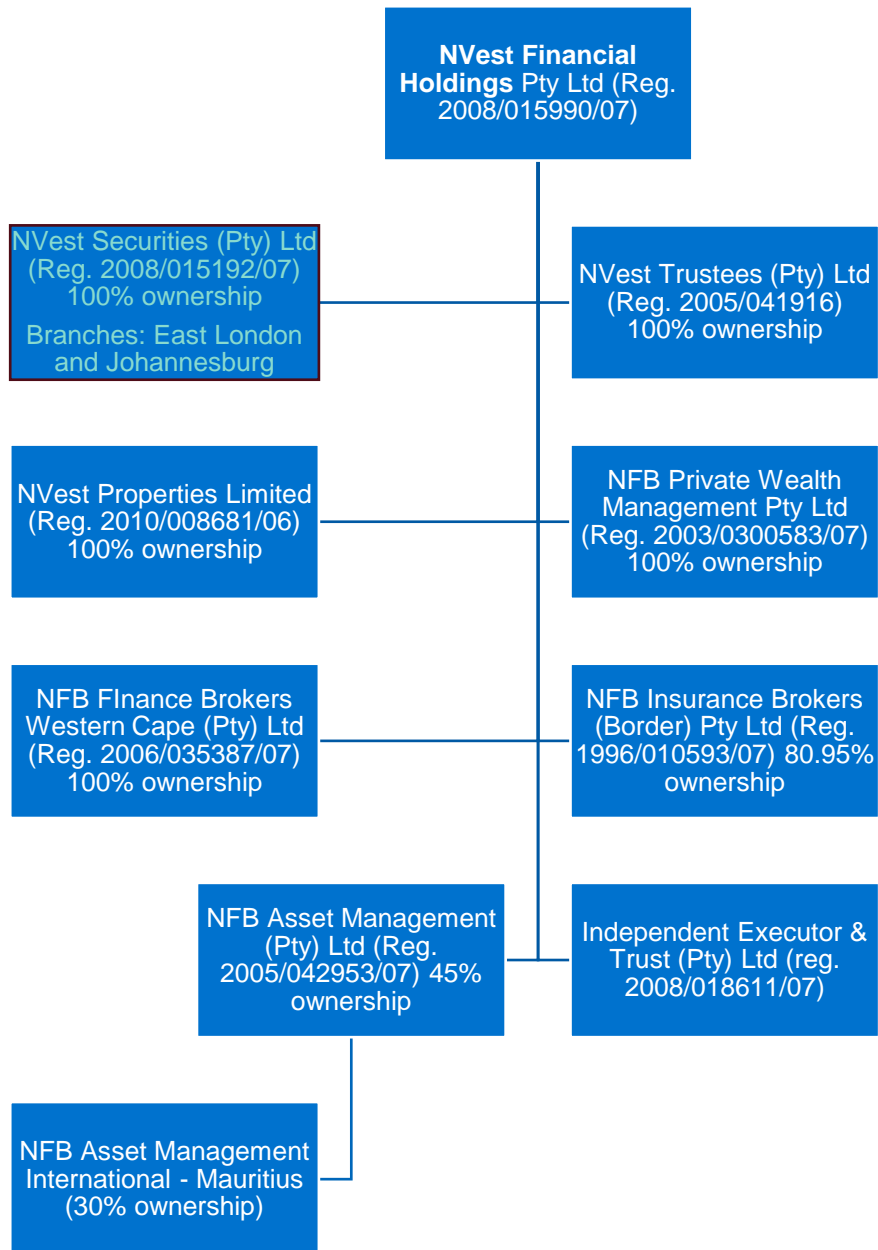 NVest Financial
Holdings Pty Ltd (Reg.
2008/015990/07)
NVest Securities (Pty) Ltd
(Reg. 2008/015192/07)
100% ownership
Branches: East London
and Johannesburg
NVest Trustees (Pty) Ltd
(Reg. 2005/041916)
100% ownership
NVest Properties Limited
(Reg. 2010/008681/06)
100% ownership
NFB Private Wealth
Management Pty Ltd
(Reg. 2003/0300583/07)
100% ownership
NFB FInance Brokers
Western Cape (Pty) Ltd
(Reg. 2006/035387/07)
100% ownership
NFB Insurance Brokers
(Border) Pty Ltd (Reg.
1996/010593/07) 80.95%
ownership
NFB Asset Management
(Pty) Ltd (Reg.
2005/042953/07) 45%
ownership
Independent Executor &
Trust (Pty) Ltd (reg.
2008/018611/07)
NFB Asset Management
International - Mauritius
(30% ownership)